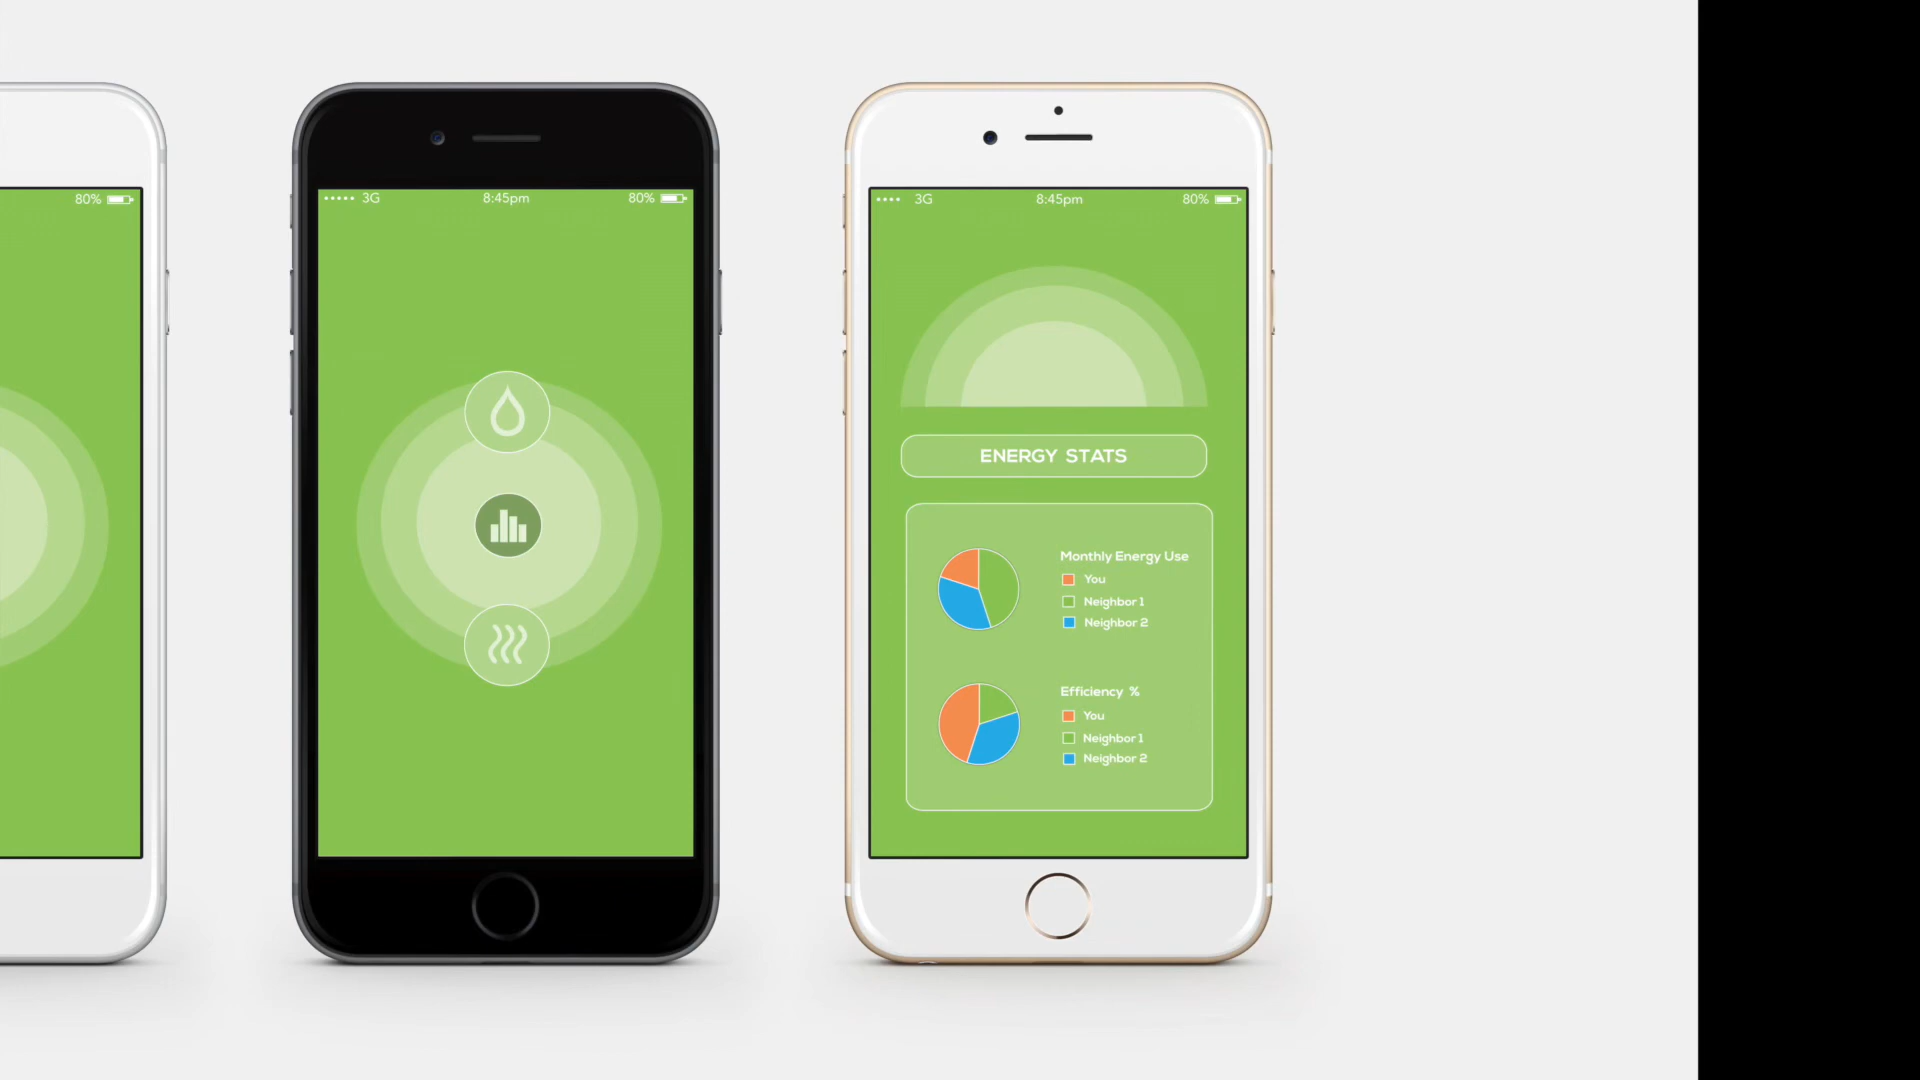 80%
3G 8:45pm 80%
3G 8:45pm 80%
ENERGY STATS
Monthly Energy Use
You
Neighbor 1
Neighbor 2
Efficiency %
You
Neighbor 1
Neighbor 2